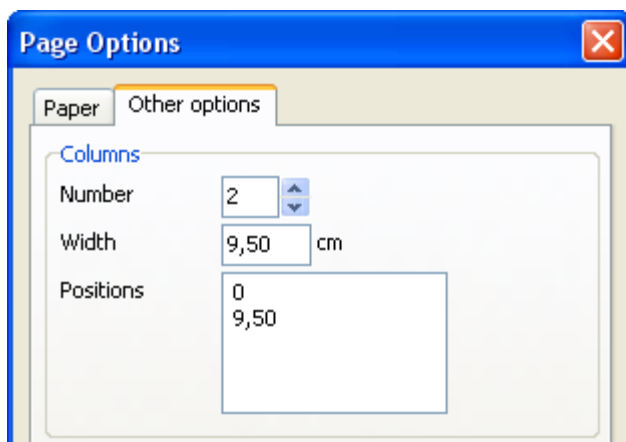 Page Options
Paper Other options
Columns
Number 2
Width 9,50 cm
Positions 0
9,50